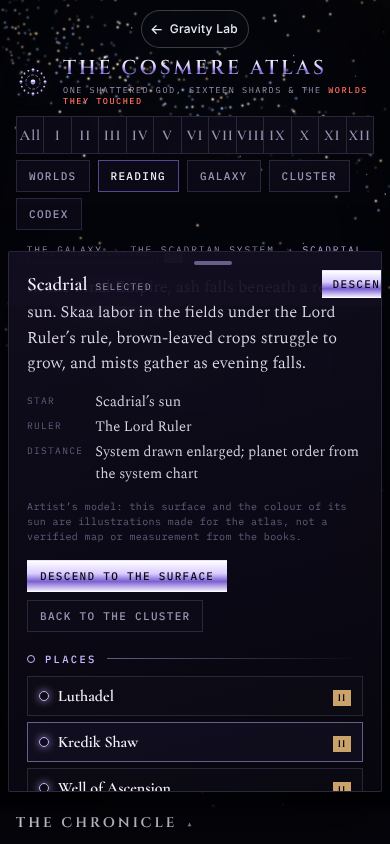 ← Gravity Lab
THE COSMERE ATLAS
ONE SHATTERED GOD, SIXTEEN SHARDS & THE WORLDS
THEY TOUCHED
All I II III IV V VI VII VIII IX X XI XII
WORLDS READING GALAXY CLUSTER
CODEX
THE GALAXY THE SCADRIAN SYSTEM SCADRIAL
Scadrial SELECTED DESCEN
ash falls beneath a
sun. Skaa labor in the fields under the Lord
Ruler’s rule, brown-leaved crops struggle to
grow, and mists gather as evening falls.
STAR Scadrial’s sun
RULER The Lord Ruler
DISTANCE System drawn enlarged; planet order from
the system chart
Artist’s model: this surface and the colour of its
sun are illustrations made for the atlas, not a
verified map or measurement from the books.
DESCEND TO THE SURFACE
BACK TO THE CLUSTER
PLACES
Luthadel II
Kredik Shaw II
Well of Ascension II
THE CHRONICLE